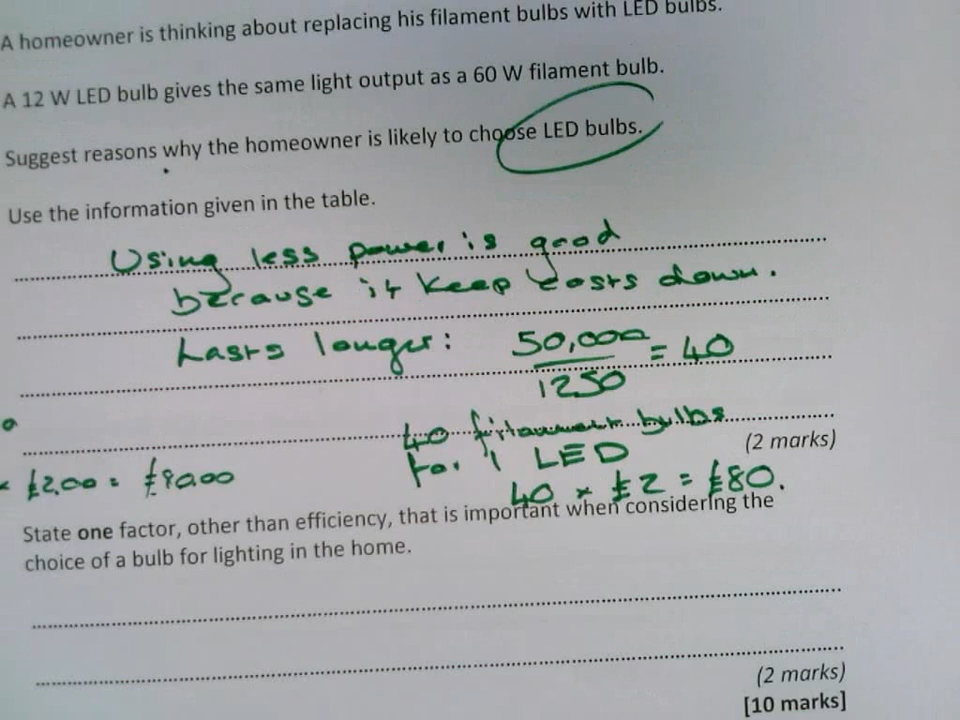 A homeowner is thinking about replacing his filament bulbs with LED bulbs.
A 12 W LED bulb gives the same light output as a 60 W filament bulb.
Suggest reasons why the homeowner is likely to choose LED bulbs.
Use the information given in the table.
Using less power is good
because it keep costs down.
Lasts longer: 50,000 / 1250 = 40
40 filament bulbs
(2 marks)
for 1 LED
£2.00 =
40 × £2 = £80.
State one factor, other than efficiency, that is important when considering the
choice of a bulb for lighting in the home.
(2 marks)
[10 marks]